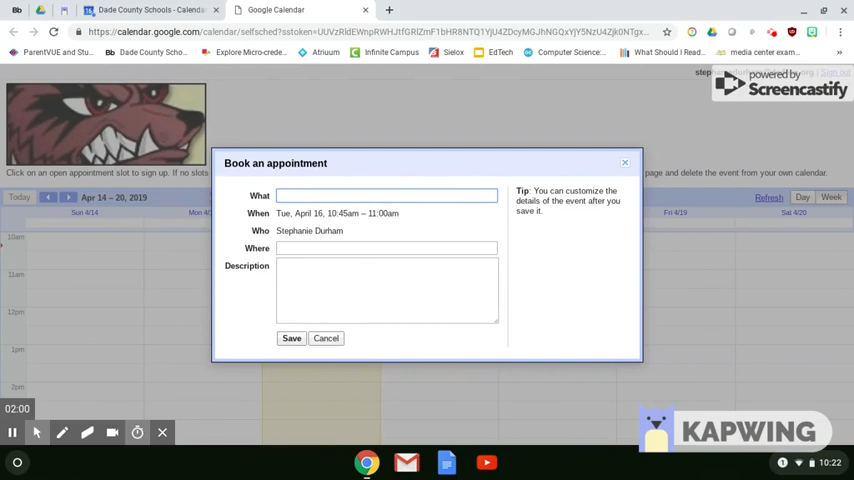 Bb
Dade County Schools - Calenda
Google Calendar
https://calendar.google.com/calendar/selfsched?sstoken=
ParentVUE and Stu
Dade County Schoo
Explore Micro-crede
Atriuum
Infinite Campus
Sielox
EdTech
Computer Science:
What Should I Read
media center exam
Sign out
powered by
Screencastify
Click on an open appointment slot to sign up. If no slots
page and delete the event from your own calendar.
Today
Apr 14 – 20, 2019
Refresh
Day
Week
Sun 4/14
Mon 4/
Fri 4/19
Sat 4/20
10am
11am
12pm
1pm
2pm
Book an appointment
What
When Tue, April 16, 10:45am – 11:00am
Who Stephanie Durham
Where
Description
Save
Cancel
Tip: You can customize the
details of the event after you
save it.
02:00
KAPWING
1
10:22